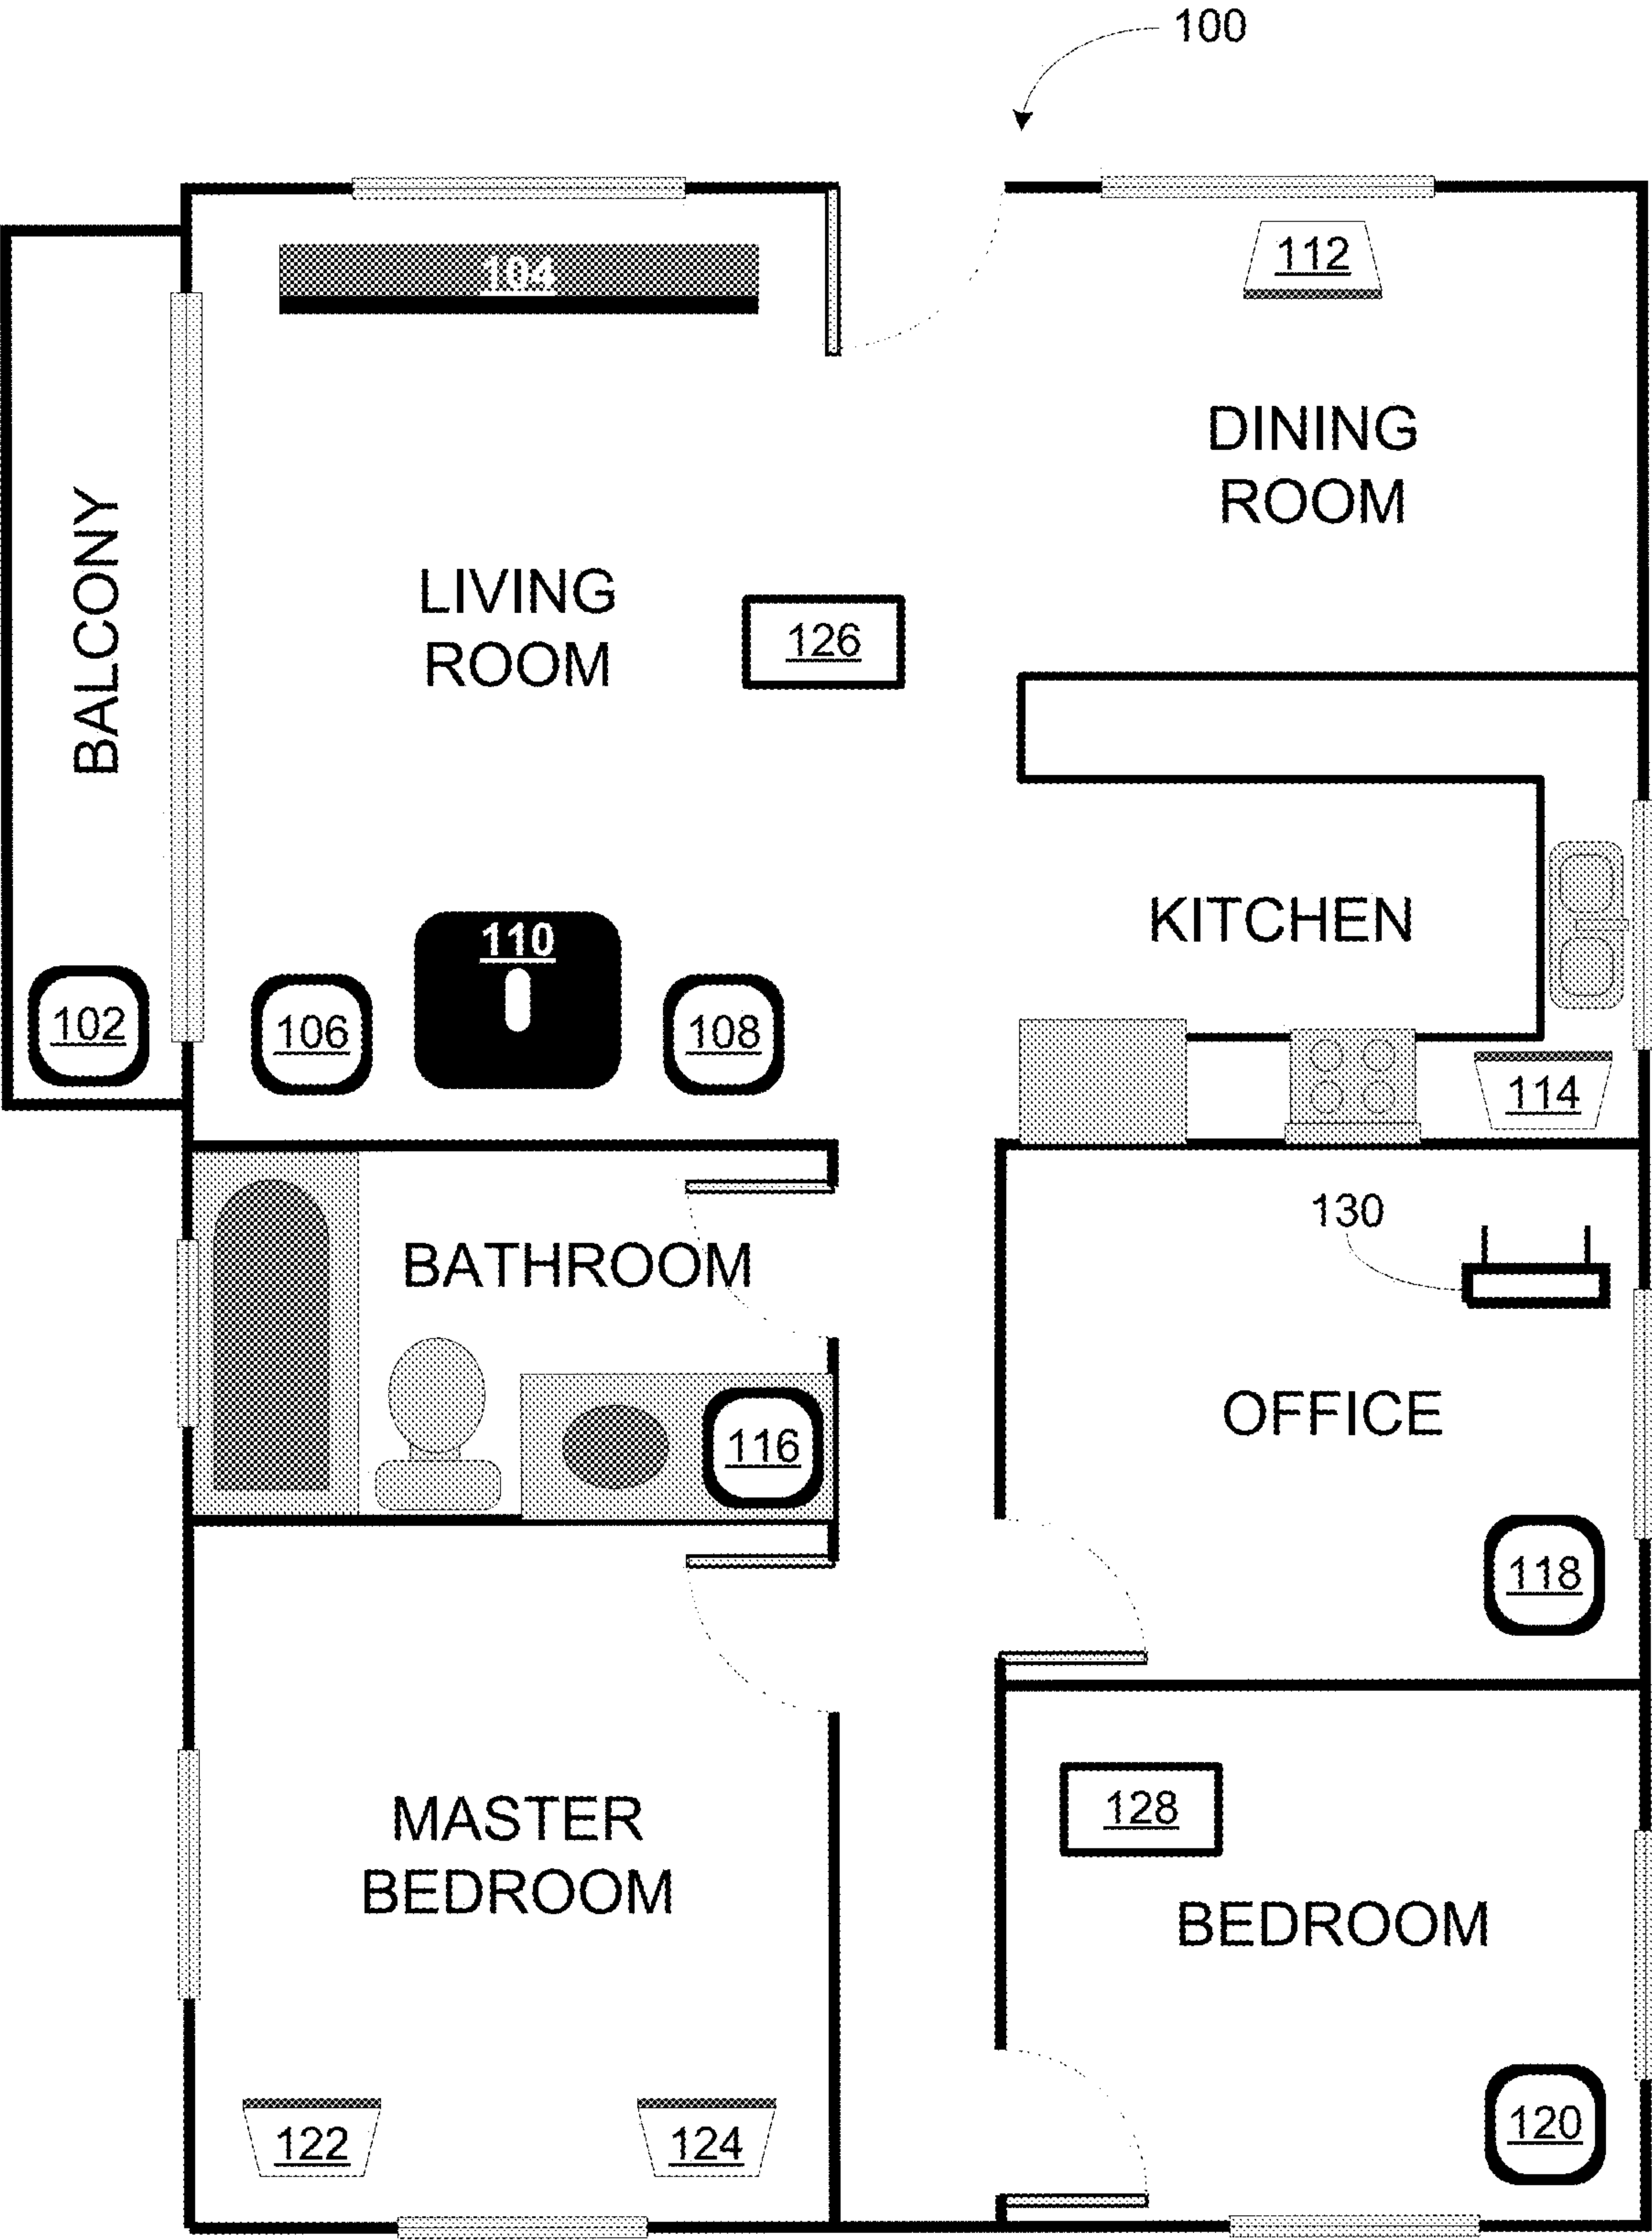 100
104
112
DINING
ROOM
BALCONY
LIVING
ROOM
126
KITCHEN
110
102
106
108
114
130
BATHROOM
OFFICE
116
118
128
MASTER
BEDROOM
BEDROOM
122
124
120